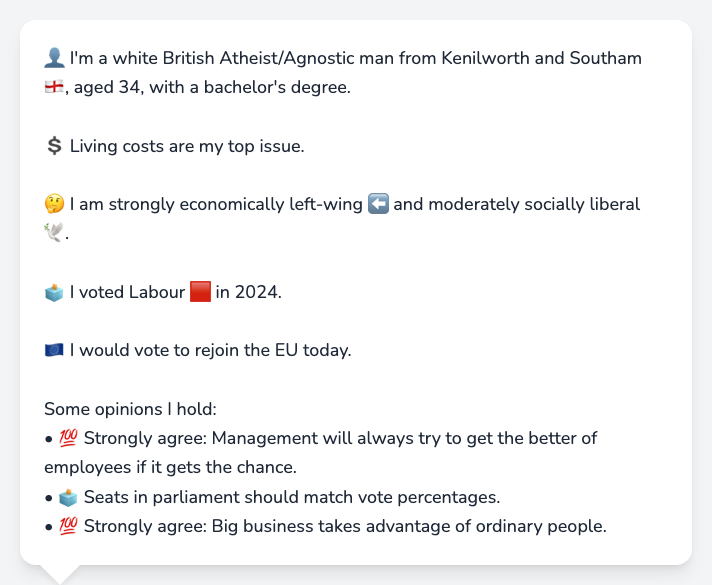 👤 I'm a white British Atheist/Agnostic man from Kenilworth and Southam
🏴󠁧󠁢󠁥󠁮󠁧󠁿, aged 34, with a bachelor's degree.
💲 Living costs are my top issue.
🤔 I am strongly economically left-wing ⬅️ and moderately socially liberal
🕊️.
🗳️ I voted Labour 🟥 in 2024.
🇪🇺 I would vote to rejoin the EU today.
Some opinions I hold:
• 💯 Strongly agree: Management will always try to get the better of
employees if it gets the chance.
• 🗳️ Seats in parliament should match vote percentages.
• 💯 Strongly agree: Big business takes advantage of ordinary people.